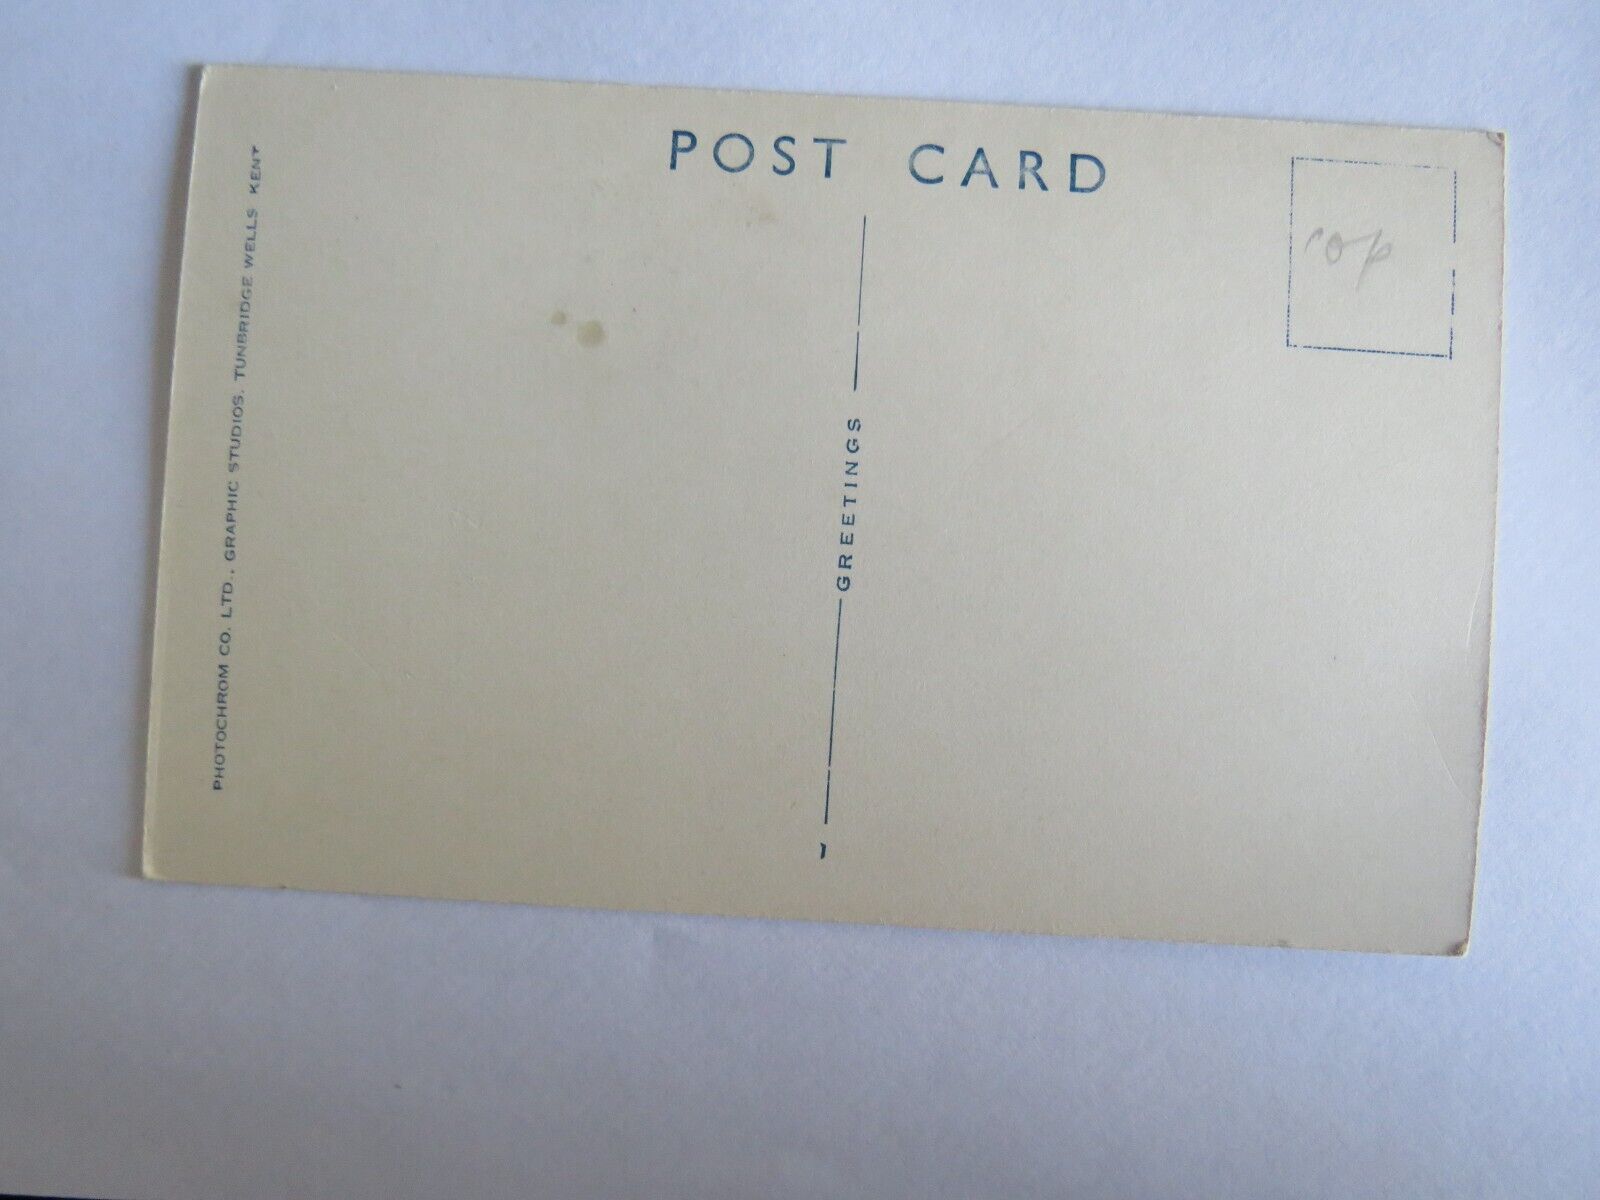 POST CARD
PHOTOCHROM CO. LTD., GRAPHIC STUDIOS, TUNBRIDGE WELLS KENT
GREETINGS
10p